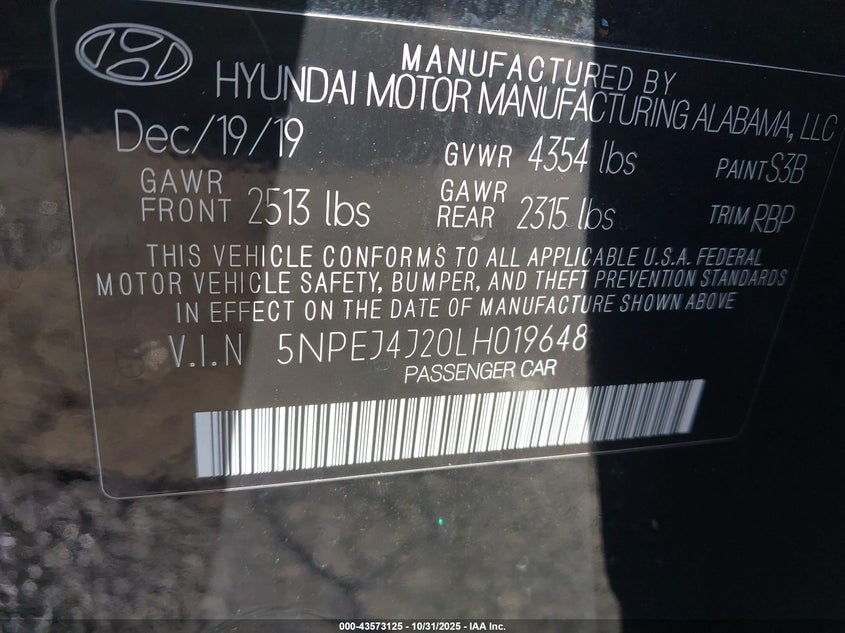 MANUFACTURED BY
HYUNDAI MOTOR MANUFACTURING ALABAMA, LLC
Dec/19/19 GVWR 4354 lbs PAINT S3B
GAWR FRONT 2513 lbs GAWR REAR 2315 lbs TRIM RBP
THIS VEHICLE CONFORMS TO ALL APPLICABLE U.S.A. FEDERAL
MOTOR VEHICLE SAFETY, BUMPER, AND THEFT PREVENTION STANDARDS
IN EFFECT ON THE DATE OF MANUFACTURE SHOWN ABOVE
V.I.N 5NPEJ4J20LH019648
PASSENGER CAR
000-43573125 - 10/31/2025 - IAA Inc.